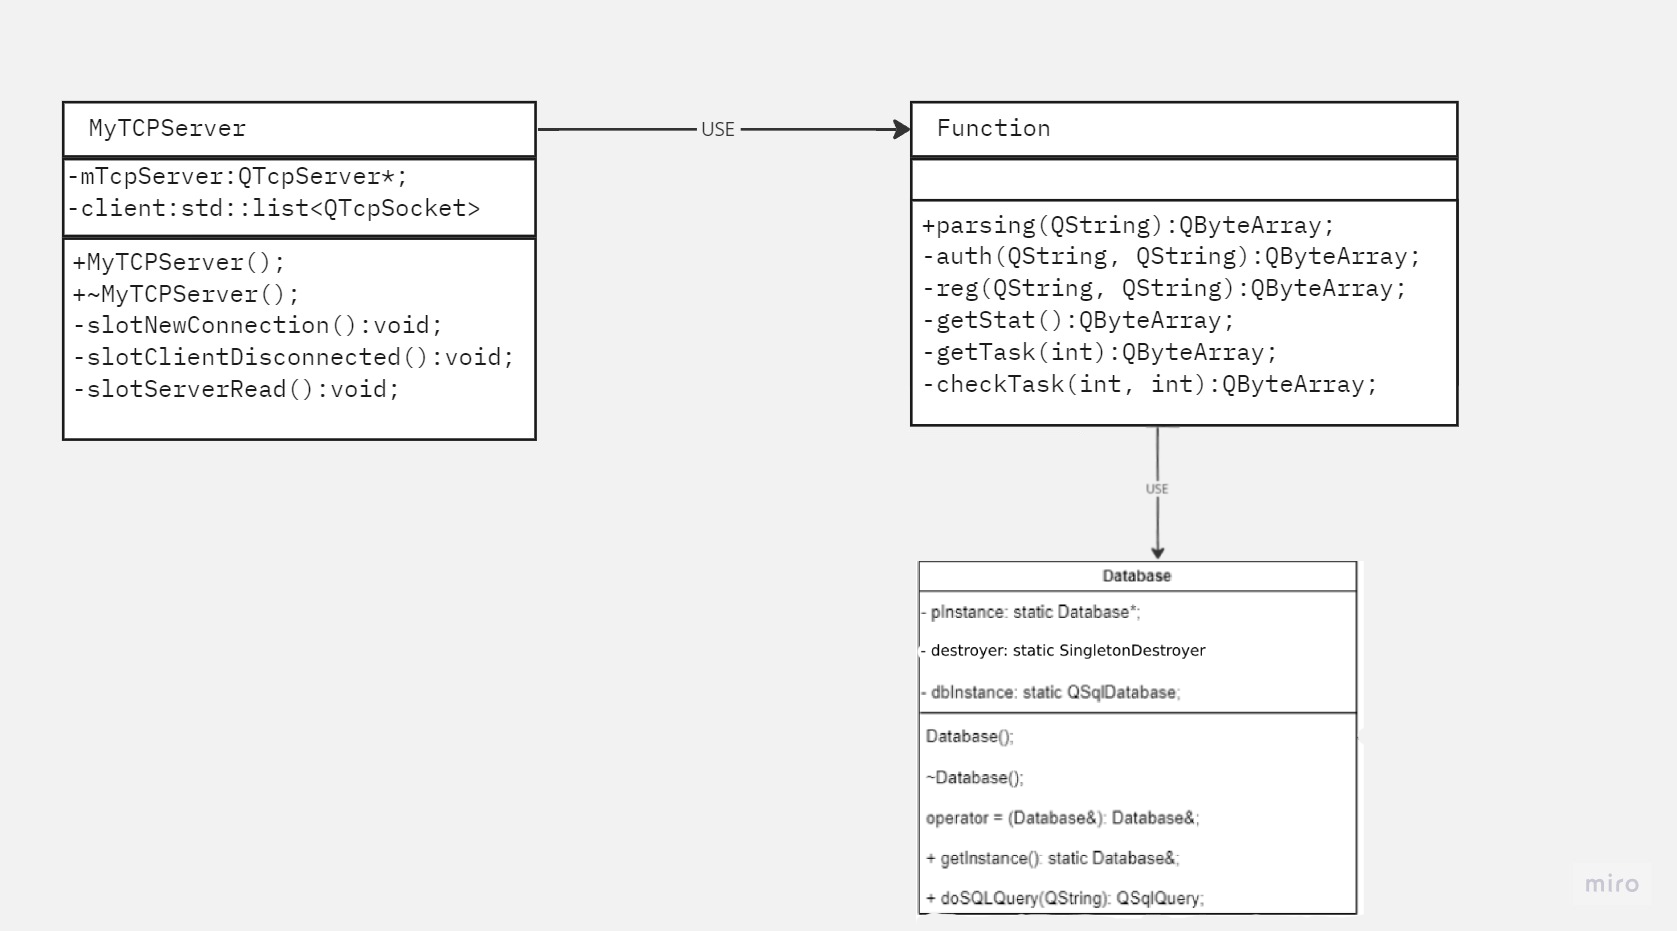 MyTCPServer
-mTcpServer:QTcpServer*;
-client:std::list<QTcpSocket>
+MyTCPServer();
+~MyTCPServer();
-slotNewConnection():void;
-slotClientDisconnected():void;
-slotServerRead():void;
USE
Function
+parsing(QString):QByteArray;
-auth(QString, QString):QByteArray;
-reg(QString, QString):QByteArray;
-getStat():QByteArray;
-getTask(int):QByteArray;
-checkTask(int, int):QByteArray;
USE
Database
- pInstance: static Database*;
- destroyer: static SingletonDestroyer
- dbInstance: static QSqlDatabase;
Database();
~Database();
operator = (Database&): Database&;
+ getInstance(): static Database&;
+ doSQLQuery(QString): QSqlQuery;
miro